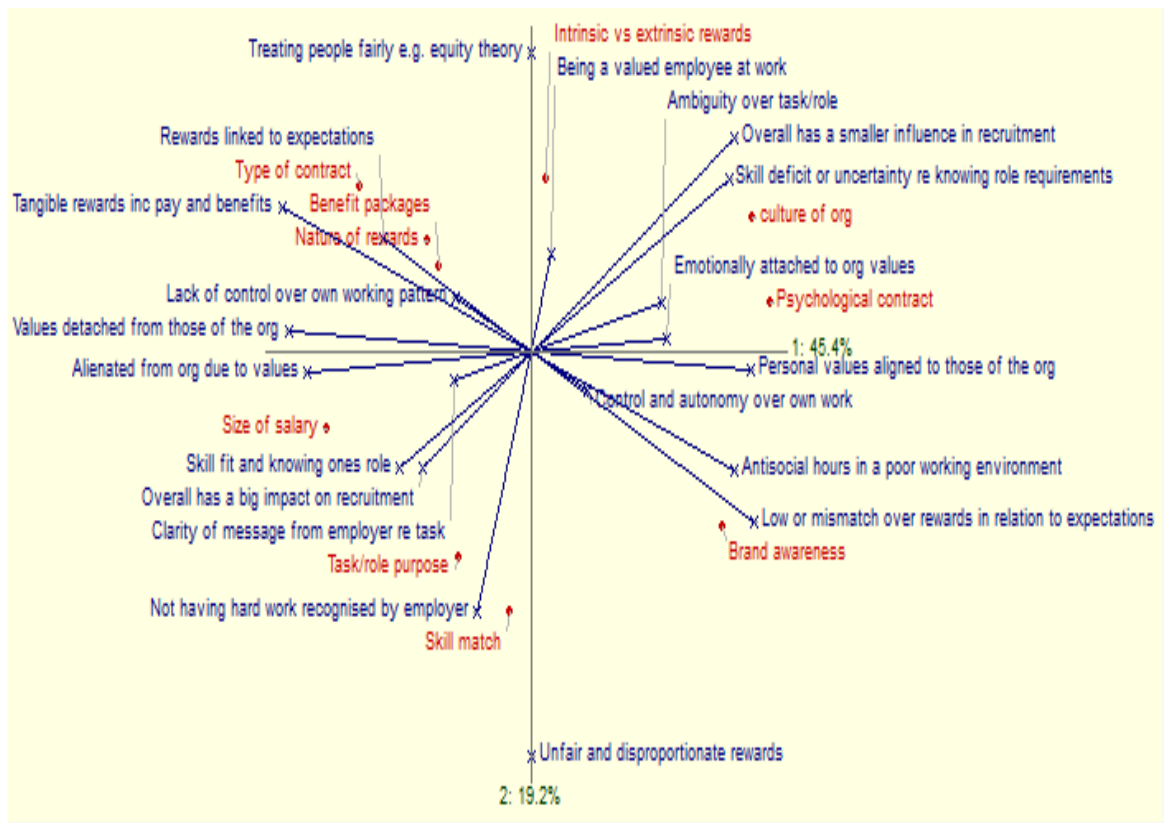 Intrinsic vs extrinsic rewards
Treating people fairly e.g. equity theory
Being a valued employee at work
Ambiguity over task/role
Rewards linked to expectations
Overall has a smaller influence in recruitment
Type of contract
Skill deficit or uncertainty re knowing role requirements
Tangible rewards inc pay and benefits
Benefit packages
culture of org
Nature of rewards
Emotionally attached to org values
Lack of control over own working pattern
Psychological contract
Values detached from those of the org
1: 45.4%
Alienated from org due to values
Personal values aligned to those of the org
Control and autonomy over own work
Size of salary
Skill fit and knowing ones role
Antisocial hours in a poor working environment
Overall has a big impact on recruitment
Low or mismatch over rewards in relation to expectations
Clarity of message from employer re task
Brand awareness
Task/role purpose
Not having hard work recognised by employer
Skill match
Unfair and disproportionate rewards
2: 19.2%